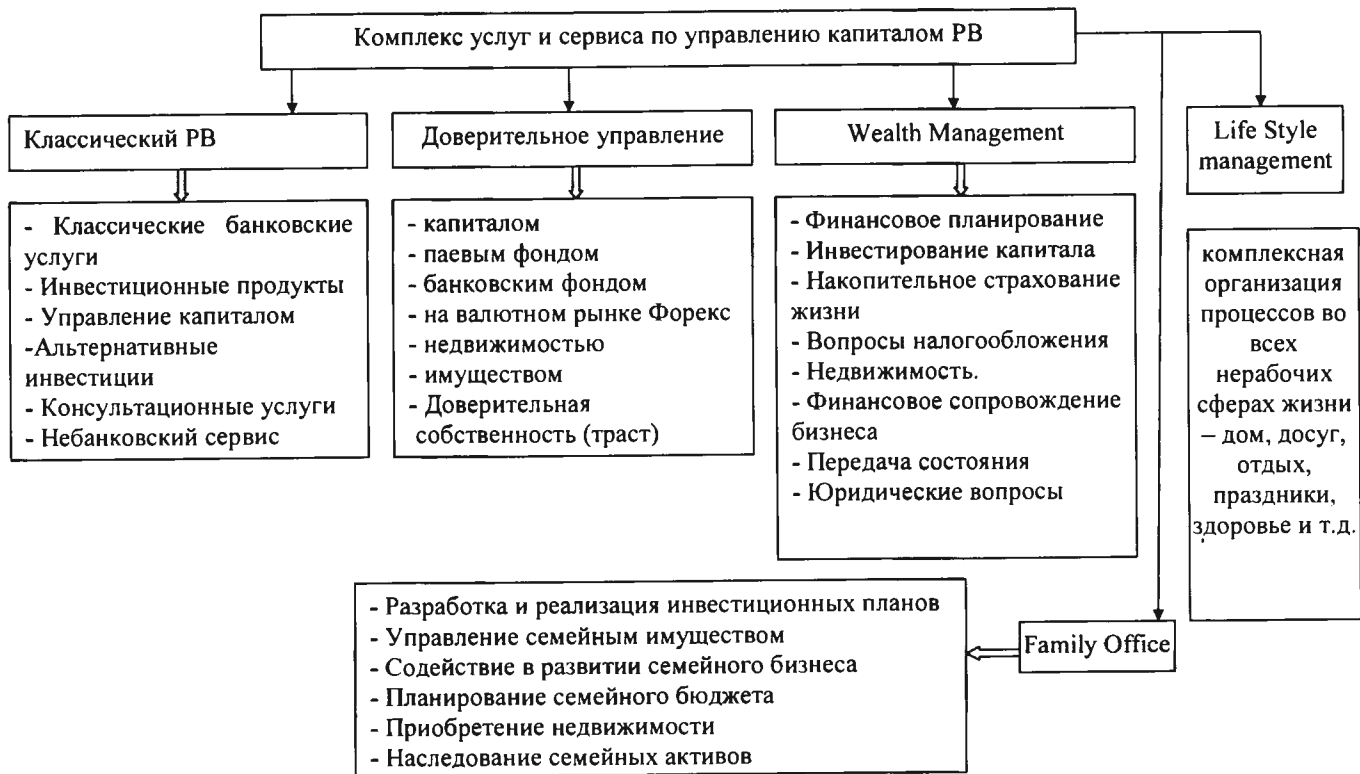 Комплекс услуг и сервиса по управлению капиталом РВ
Классический РВ
- Классические банковские
услуги
- Инвестиционные продукты
- Управление капиталом
-Альтернативные
инвестиции
- Консультационные услуги
- Небанковский сервис
Доверительное управление
- капиталом
- паевым фондом
- банковским фондом
- на валютном рынке Форекс
- недвижимостью
- имуществом
- Доверительная
собственность (траст)
Wealth Management
- Финансовое планирование
- Инвестирование капитала
- Накопительное страхование
жизни
- Вопросы налогообложения
- Недвижимость.
- Финансовое сопровождение
бизнеса
- Передача состояния
- Юридические вопросы
Life Style
management
комплексная
организация
процессов во
всех
нерабочих
сферах жизни
– дом, досуг,
отдых,
праздники,
здоровье и т.д.
Family Office
- Разработка и реализация инвестиционных планов
- Управление семейным имуществом
- Содействие в развитии семейного бизнеса
- Планирование семейного бюджета
- Приобретение недвижимости
- Наследование семейных активов